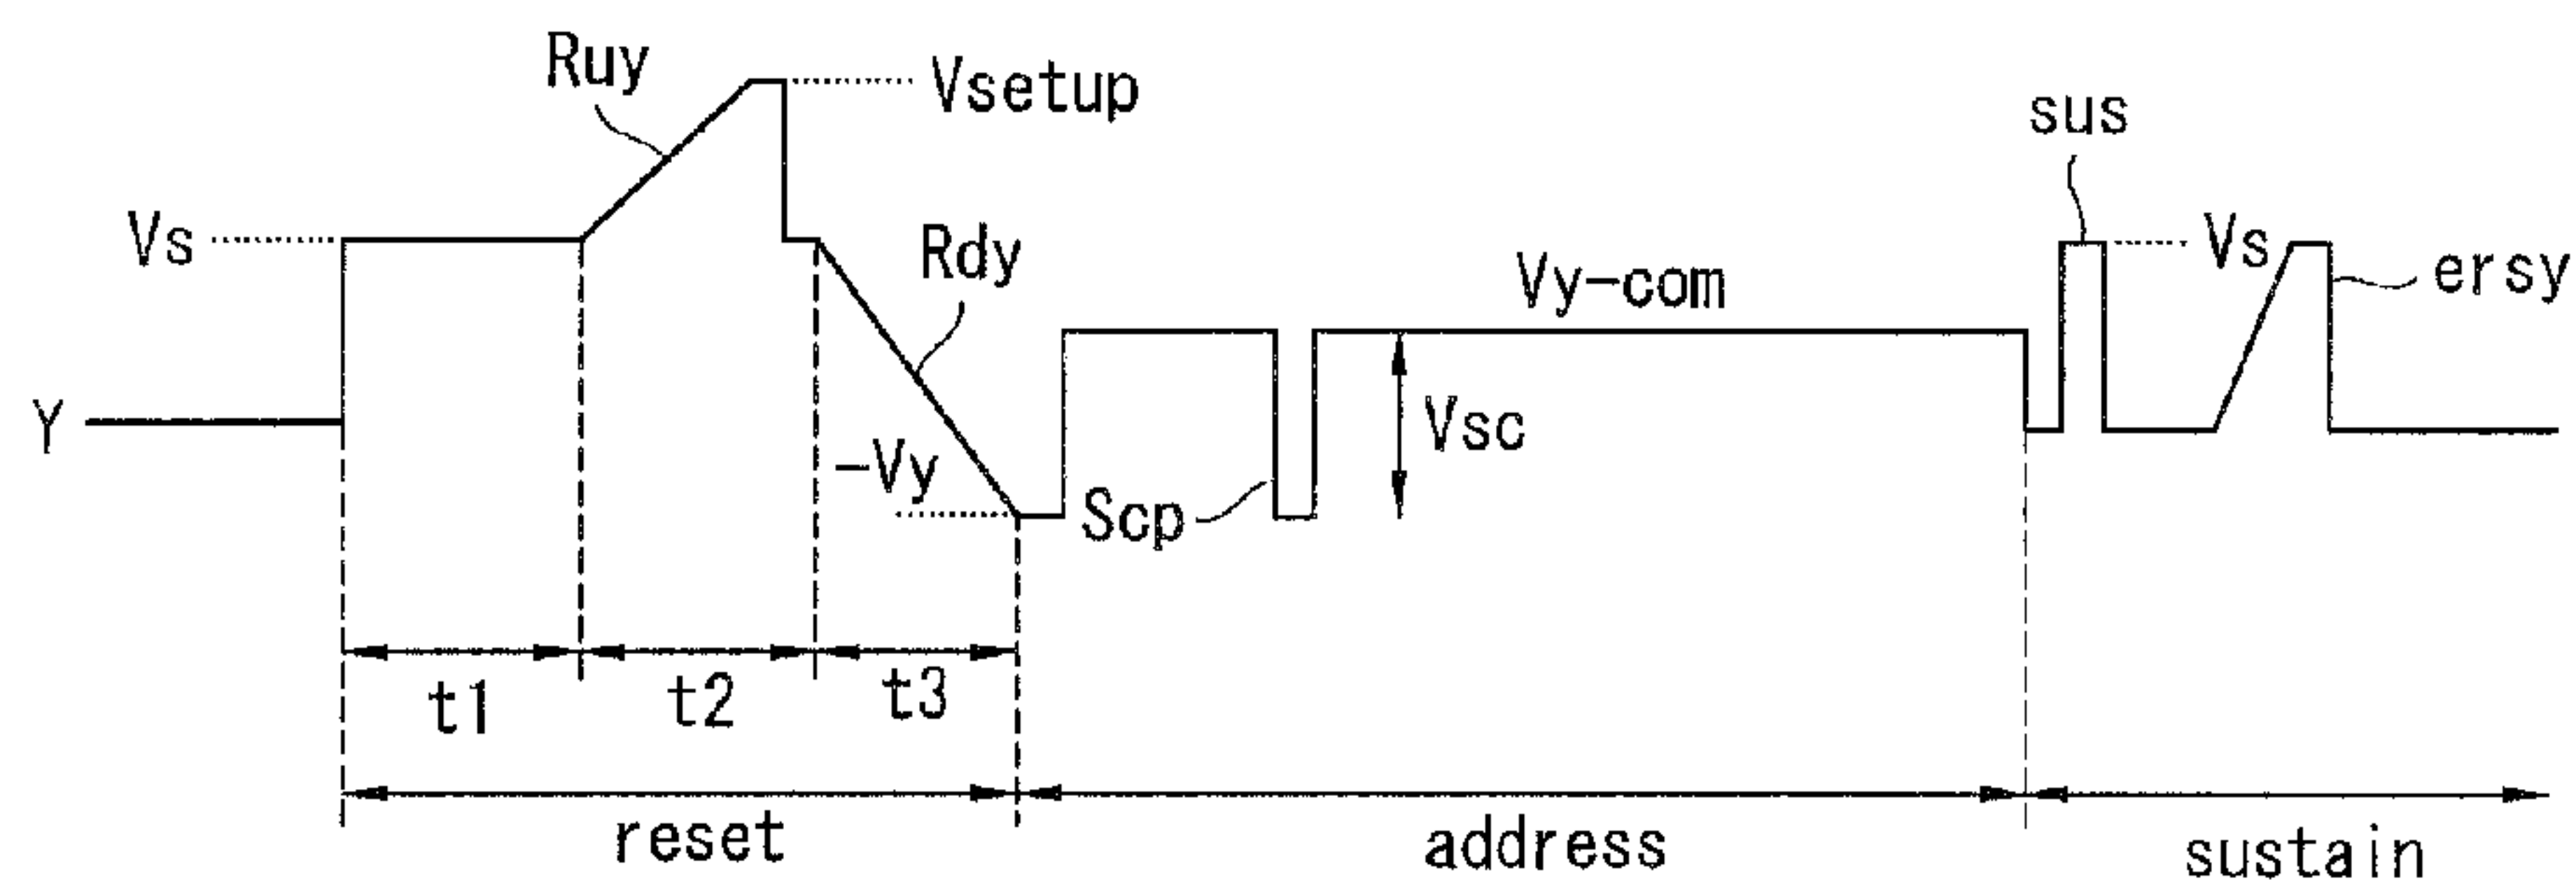 Ruy
Vsetup
sus
Vs
Rdy
Vy-com
Vs
ersy
Y
-Vy
Vsc
Scp
t1
t2
t3
reset
address
sustain